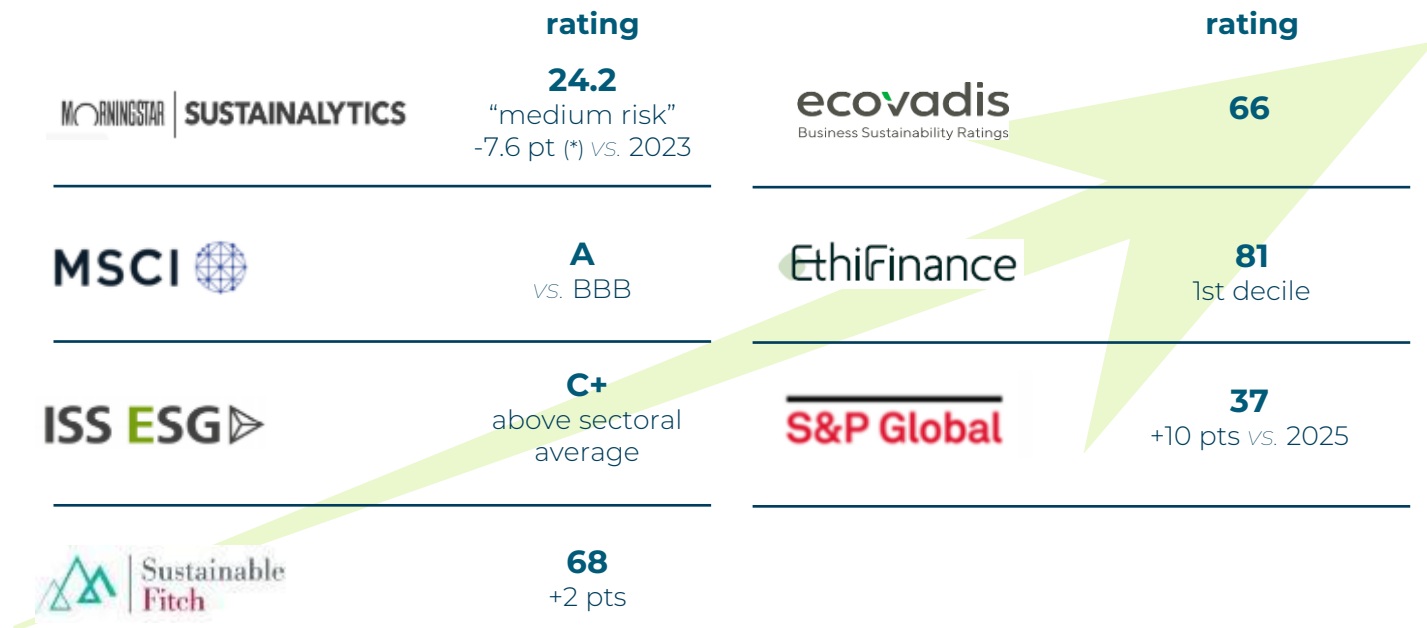 rating
MORNINGSTAR | SUSTAINALYTICS
24.2
“medium risk”
-7.6 pt (*) vs. 2023
MSCI
A
vs. BBB
ISS ESG
C+
above sectoral
average
Sustainable
Fitch
68
+2 pts
rating
ecovadis
Business Sustainability Ratings
66
EthiFinance
81
1st decile
S&P Global
37
+10 pts vs. 2025